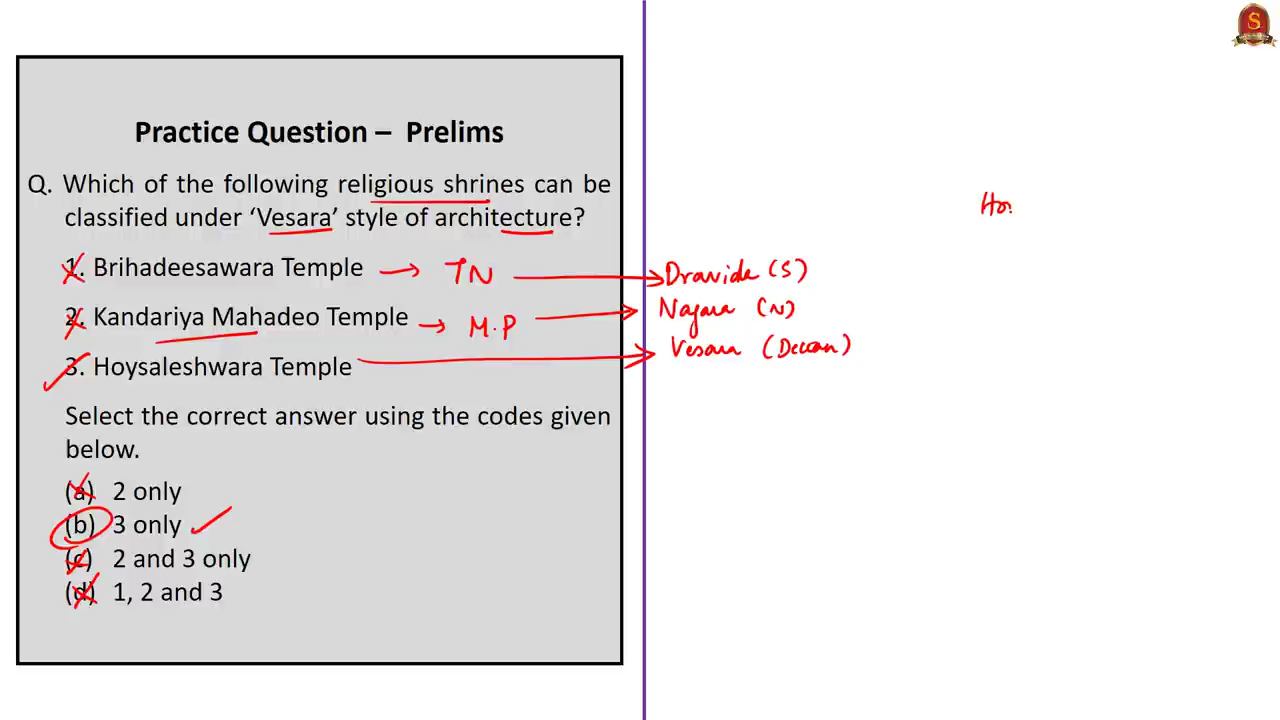 S
Practice Question – Prelims
Q. Which of the following religious shrines can be
classified under ‘Vesara’ style of architecture?
1. Brihadeesawara Temple → TN → Dravida (S)
2. Kandariya Mahadeo Temple → M.P → Nagara (N)
3. Hoysaleshwara Temple → Vesara (Deccan)
Select the correct answer using the codes given
below.
(a) 2 only
(b) 3 only
(c) 2 and 3 only
(d) 1, 2 and 3